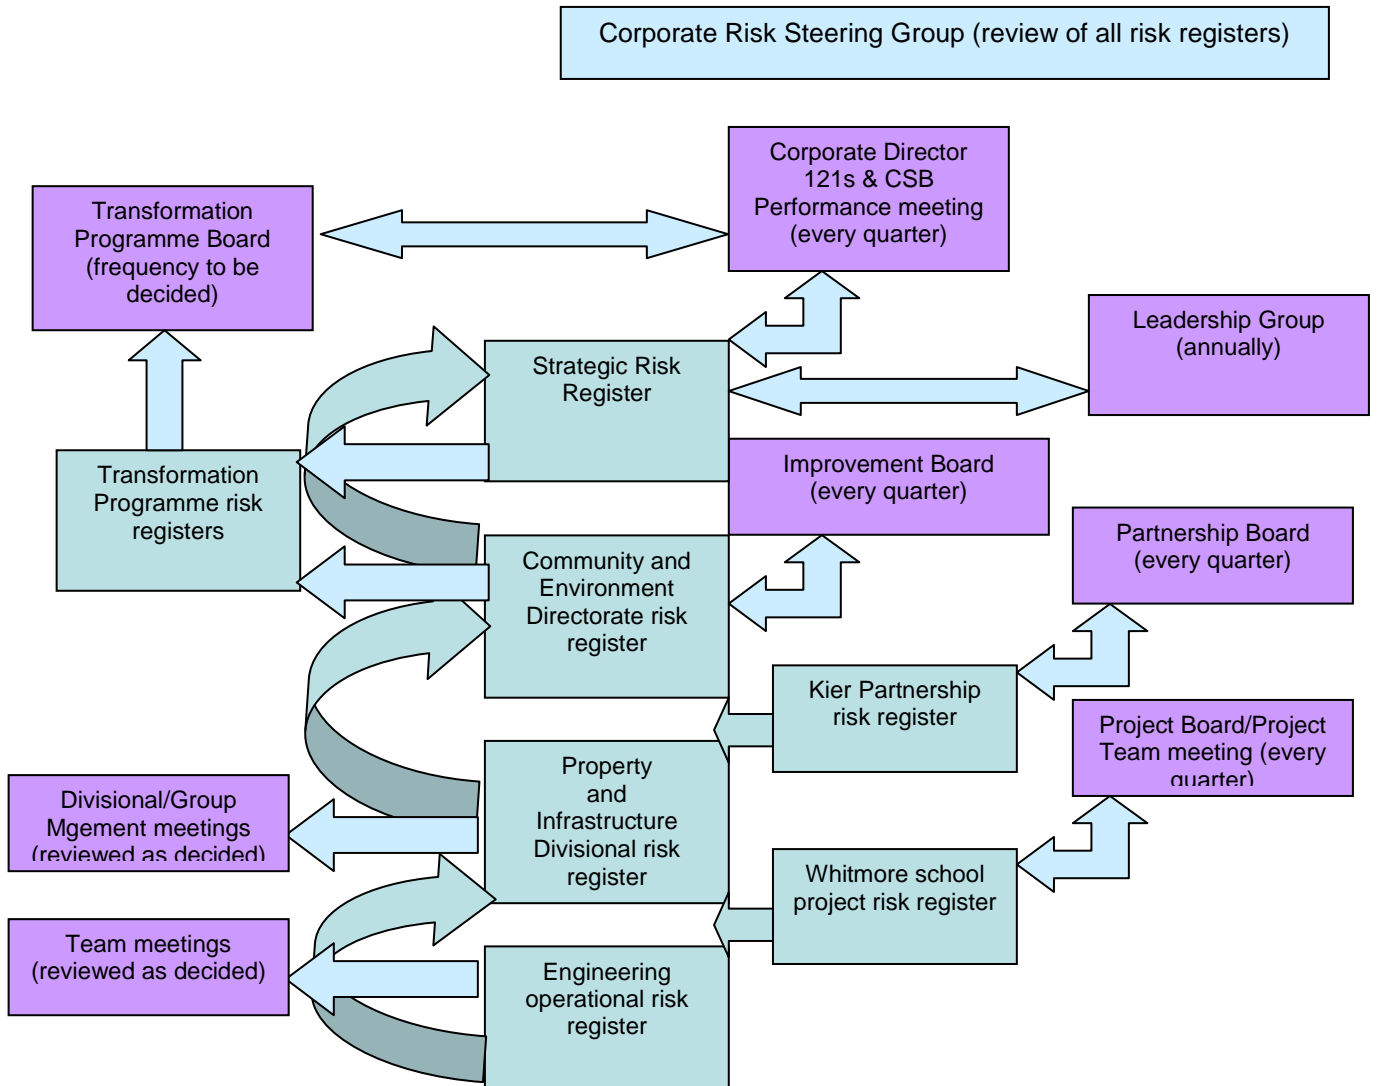 Corporate Risk Steering Group (review of all risk registers)
Corporate Director
121s & CSB
Performance meeting
(every quarter)
Transformation
Programme Board
(frequency to be
decided)
Leadership Group
(annually)
Strategic Risk
Register
Transformation
Programme risk
registers
Improvement Board
(every quarter)
Partnership Board
(every quarter)
Community and
Environment
Directorate risk
register
Kier Partnership
risk register
Project Board/Project
Team meeting (every
quarter)
Property
and
Infrastructure
Divisional risk
register
Divisional/Group
Mgement meetings
(reviewed as decided)
Whitmore school
project risk register
Team meetings
(reviewed as decided)
Engineering
operational risk
register